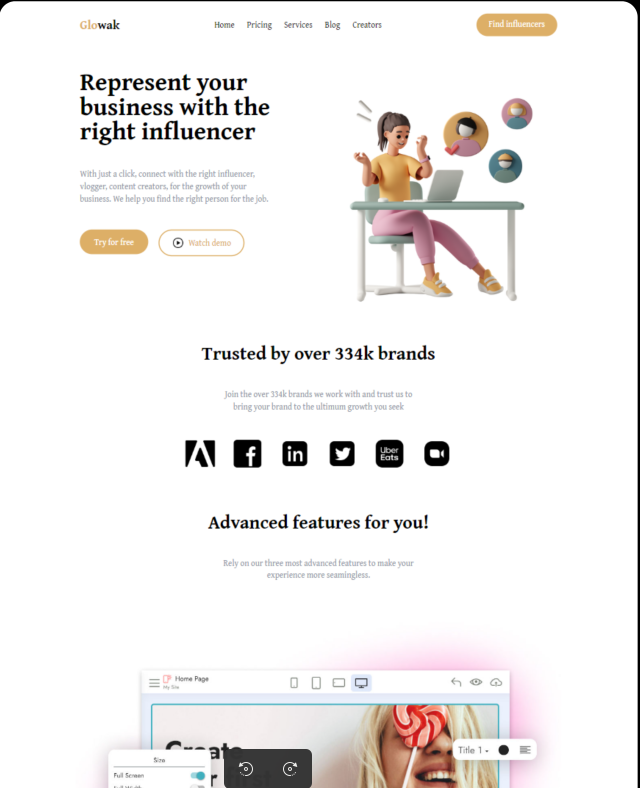 Glowak
Home Pricing Services Blog Creators
Find influencers
Represent your
business with the
right influencer
With just a click, connect with the right influencer,
vlogger, content creators, for the growth of your
business. We help you find the right person for the job.
Try for free
Watch demo
Trusted by over 334k brands
Join the over 334k brands we work with and trust us to
bring your brand to the ultimum growth you seek
in
Uber
Eats
Advanced features for you!
Rely on our three most advanced features to make your
experience more seamingless.
Home Page
My Site
Create
Title 1
Size
Full Screen